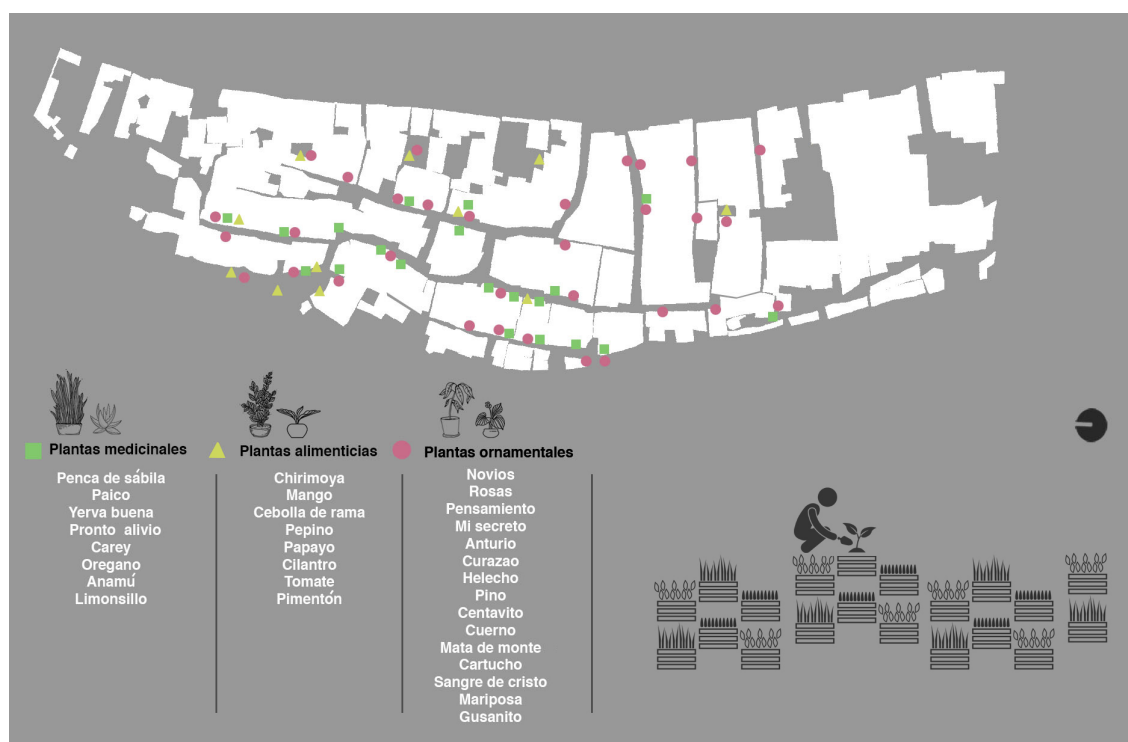 Plantas medicinales
Penca de sábila
Paico
Yerva buena
Pronto alivio
Carey
Oregano
Anamú
Limonsillo
Plantas alimenticias
Chirimoya
Mango
Cebolla de rama
Pepino
Papayo
Cilantro
Tomate
Pimentón
Plantas ornamentales
Novios
Rosas
Pensamiento
Mi secreto
Anturio
Curazao
Helecho
Pino
Centavito
Cuerno
Mata de monte
Cartucho
Sangre de cristo
Mariposa
Gusanito